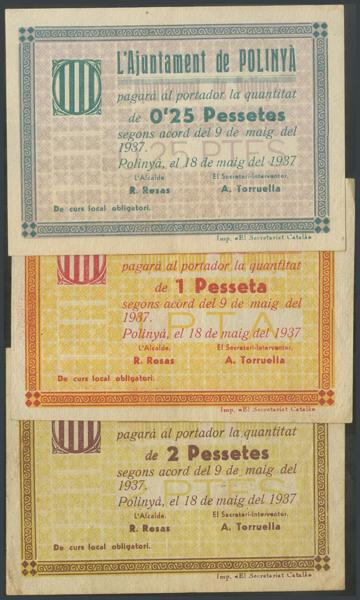 L'Ajuntament de POLINYÀ
pagarà al portador la quantitat
de 0'25 Pessetes
segons acord del 9 de maig del
1937.
25 PTES
Polinyà, el 18 de maig del 1937
L'Alcalde, El Secretari-Interventor,
R. Rosas A. Torruella
De curs local obligatori.
Imp. «El Secretariat Català»
pagarà al portador la quantitat
de 1 Pesseta
segons acord del 9 de maig del
1937.
PTA
Polinyà, el 18 de maig del 1937
L'Alcalde, El Secretari-Interventor,
R. Rosas A. Torruella
De curs local obligatori.
Imp. «El Secretariat Català»
pagarà al portador la quantitat
de 2 Pessetes
segons acord del 9 de maig del
1937.
PTES
Polinyà, el 18 de maig del 1937
L'Alcalde, El Secretari-Interventor,
R. Rosas A. Torruella
De curs local obligatori.
Imp. «El Secretariat Català»